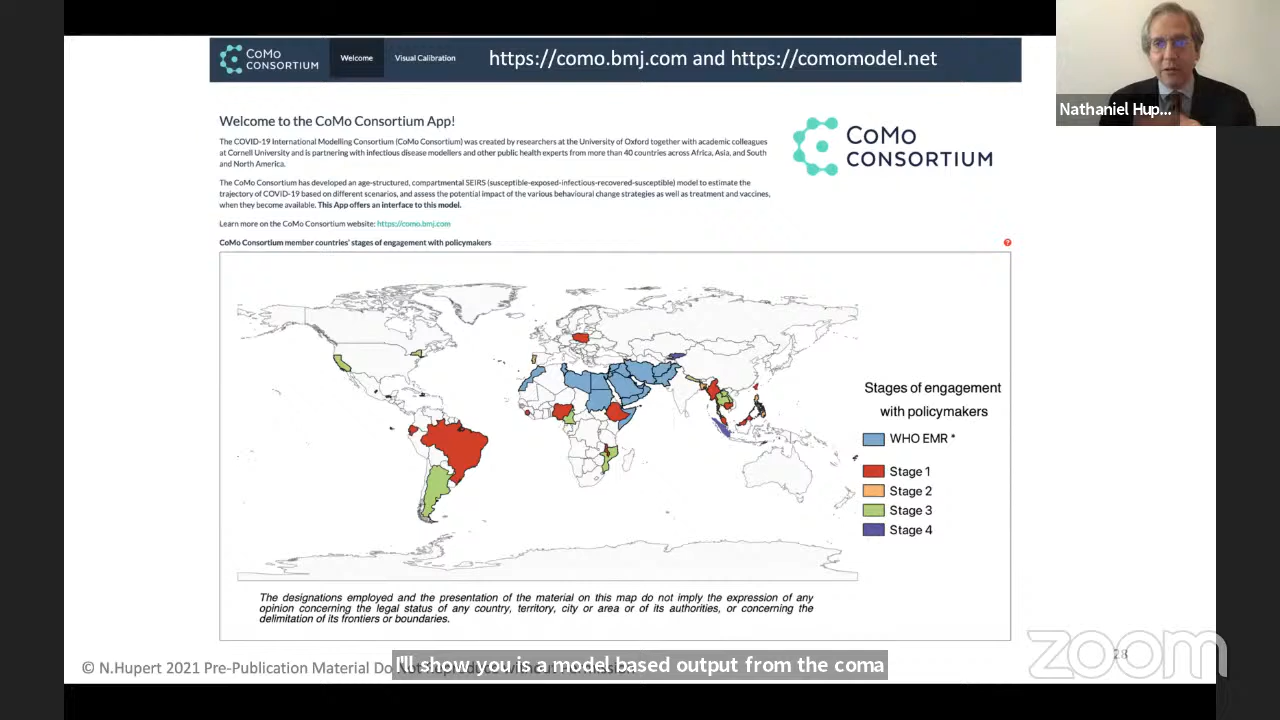 CoMo
CONSORTIUM
Welcome
Visual Calibration
https://como.bmj.com and https://comomodel.net
Nathaniel Hup...
Welcome to the CoMo Consortium App!
The COVID-19 International Modelling Consortium (CoMo Consortium) was created by researchers at the University of Oxford together with academic colleagues
at Cornell University and is partnering with infectious disease modellers and other public health experts from more than 40 countries across Africa, Asia, and South
and North America.
The CoMo Consortium has developed an age-structured, compartmental SEIRS (susceptible-exposed-infectious-recovered-susceptible) model to estimate the
trajectory of COVID-19 based on different scenarios, and assess the potential impact of the various behavioural change strategies as well as treatment and vaccines,
when they become available. This App offers an interface to this model.
Learn more on the CoMo Consortium website: https://como.bmj.com
CoMo
CONSORTIUM
CoMo Consortium member countries' stages of engagement with policymakers
?
Stages of engagement
with policymakers
WHO EMR *
Stage 1
Stage 2
Stage 3
Stage 4
The designations employed and the presentation of the material on this map do not imply the expression of any
opinion concerning the legal status of any country, territory, city or area or of its authorities, or concerning the
delimitation of its frontiers or boundaries.
© N.Hupert 2021 Pre-Publication Material Do
I'll show you is a model based output from the coma
28
zoom